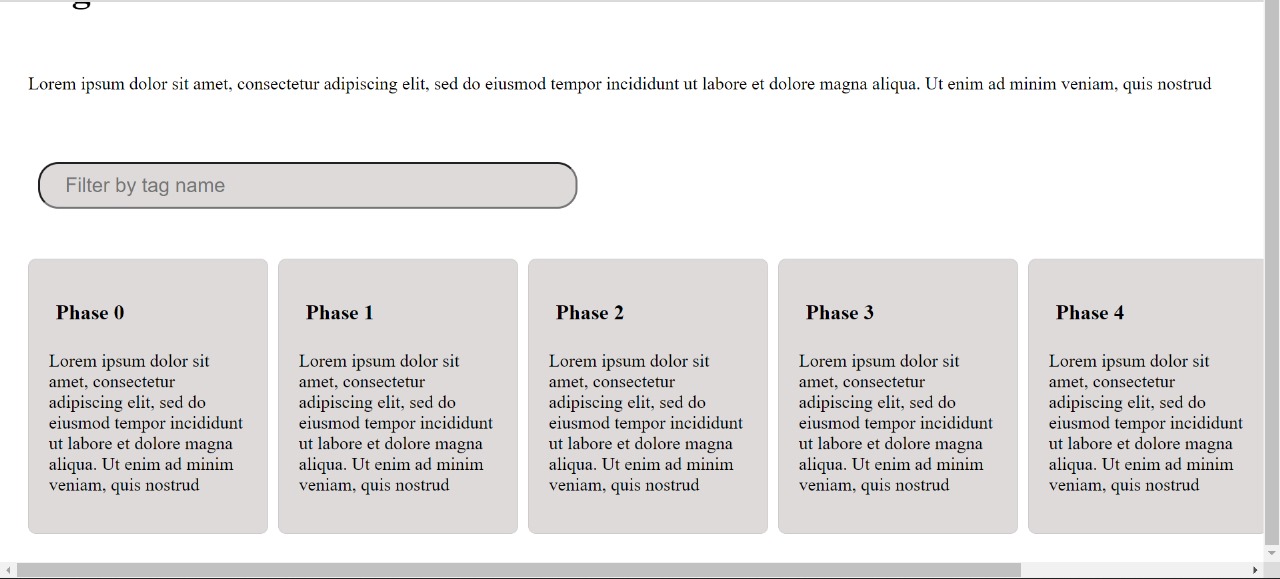 Lorem ipsum dolor sit amet, consectetur adipiscing elit, sed do eiusmod tempor incididunt ut labore et dolore magna aliqua. Ut enim ad minim veniam, quis nostrud
Filter by tag name
Phase 0
Lorem ipsum dolor sit
amet, consectetur
adipiscing elit, sed do
eiusmod tempor incididunt
ut labore et dolore magna
aliqua. Ut enim ad minim
veniam, quis nostrud
Phase 1
Lorem ipsum dolor sit
amet, consectetur
adipiscing elit, sed do
eiusmod tempor incididunt
ut labore et dolore magna
aliqua. Ut enim ad minim
veniam, quis nostrud
Phase 2
Lorem ipsum dolor sit
amet, consectetur
adipiscing elit, sed do
eiusmod tempor incididunt
ut labore et dolore magna
aliqua. Ut enim ad minim
veniam, quis nostrud
Phase 3
Lorem ipsum dolor sit
amet, consectetur
adipiscing elit, sed do
eiusmod tempor incididunt
ut labore et dolore magna
aliqua. Ut enim ad minim
veniam, quis nostrud
Phase 4
Lorem ipsum dolor sit
amet, consectetur
adipiscing elit, sed do
eiusmod tempor incididunt
ut labore et dolore magna
aliqua. Ut enim ad minim
veniam, quis nostrud